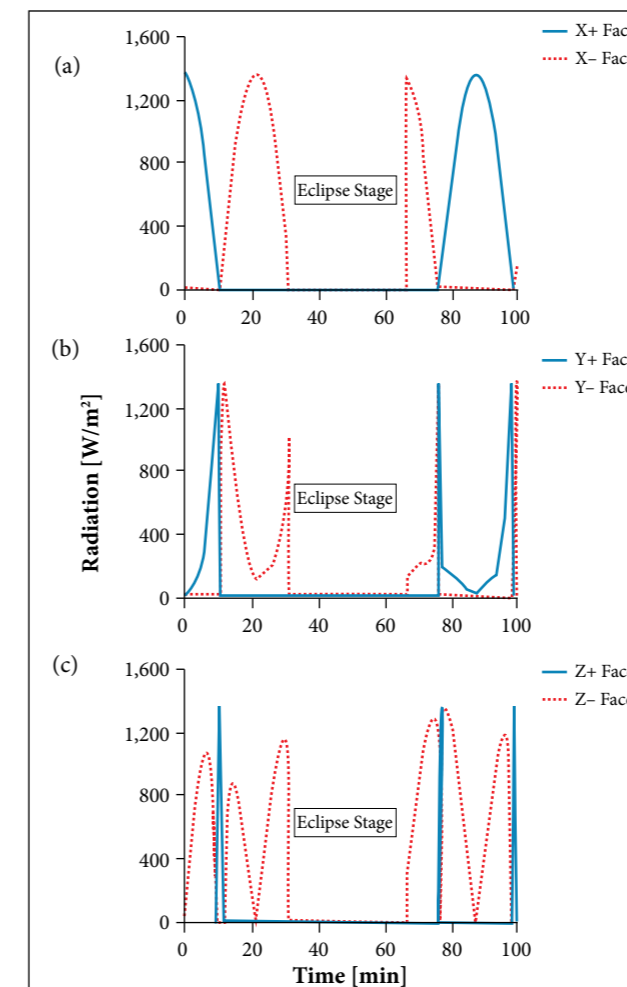 (a)
1,600
1,200
800
400
0
0 20 40 60 80 100
X+ Fac
X– Fac
Eclipse Stage
(b)
1,600
1,200
800
400
0
0 20 40 60 80 100
Y+ Fac
Y– Face
Eclipse Stage
Radiation [W/m²]
(c)
1,600
1,200
800
400
0
0 20 40 60 80 100
Z+ Fac
Z– Face
Eclipse Stage
Time [min]